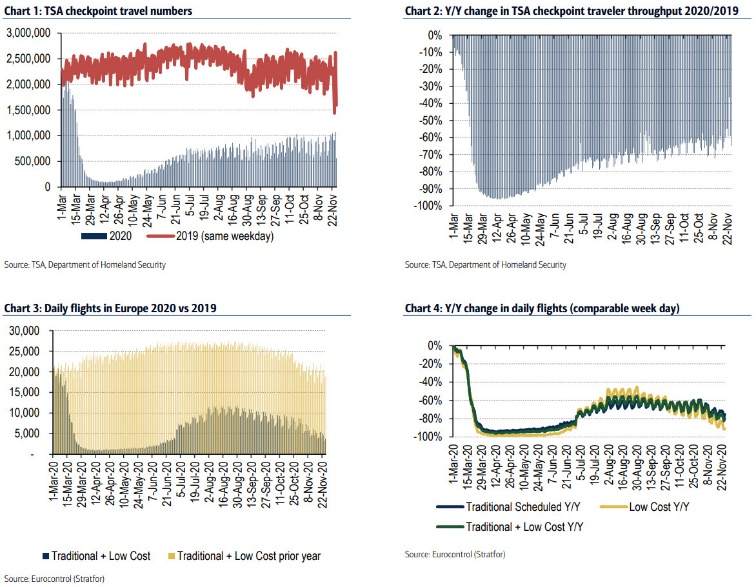 Chart 1: TSA checkpoint travel numbers
3,000,000
2,500,000
2,000,000
1,500,000
1,000,000
500,000
0
1-Mar
15-Mar
29-Mar
12-Apr
26-Apr
10-May
24-May
7-Jun
21-Jun
5-Jul
19-Jul
2-Aug
16-Aug
30-Aug
13-Sep
27-Sep
11-Oct
25-Oct
8-Nov
22-Nov
2020
2019 (same weekday)
Source: TSA, Department of Homeland Security
Chart 2: Y/Y change in TSA checkpoint traveler throughput 2020/2019
0%
-10%
-20%
-30%
-40%
-50%
-60%
-70%
-80%
-90%
-100%
1-Mar
15-Mar
29-Mar
12-Apr
26-Apr
10-May
24-May
7-Jun
21-Jun
5-Jul
19-Jul
2-Aug
16-Aug
30-Aug
13-Sep
27-Sep
11-Oct
25-Oct
8-Nov
22-Nov
Source: TSA, Department of Homeland Security
Chart 3: Daily flights in Europe 2020 vs 2019
30,000
25,000
20,000
15,000
10,000
5,000
-
1-Mar-20
15-Mar-20
29-Mar-20
12-Apr-20
26-Apr-20
10-May-20
24-May-20
7-Jun-20
21-Jun-20
5-Jul-20
19-Jul-20
2-Aug-20
16-Aug-20
30-Aug-20
13-Sep-20
27-Sep-20
11-Oct-20
25-Oct-20
8-Nov-20
22-Nov-20
Traditional + Low Cost
Traditional + Low Cost prior year
Source: Eurocontrol (Stratfor)
Chart 4: Y/Y change in daily flights (comparable week day)
0%
-20%
-40%
-60%
-80%
-100%
1-Mar-20
15-Mar-20
29-Mar-20
12-Apr-20
26-Apr-20
10-May-20
24-May-20
7-Jun-20
21-Jun-20
5-Jul-20
19-Jul-20
2-Aug-20
16-Aug-20
30-Aug-20
13-Sep-20
27-Sep-20
11-Oct-20
25-Oct-20
8-Nov-20
22-Nov-20
Traditional Scheduled Y/Y
Low Cost Y/Y
Traditional + Low Cost Y/Y
Source: Eurocontrol (Stratfor)